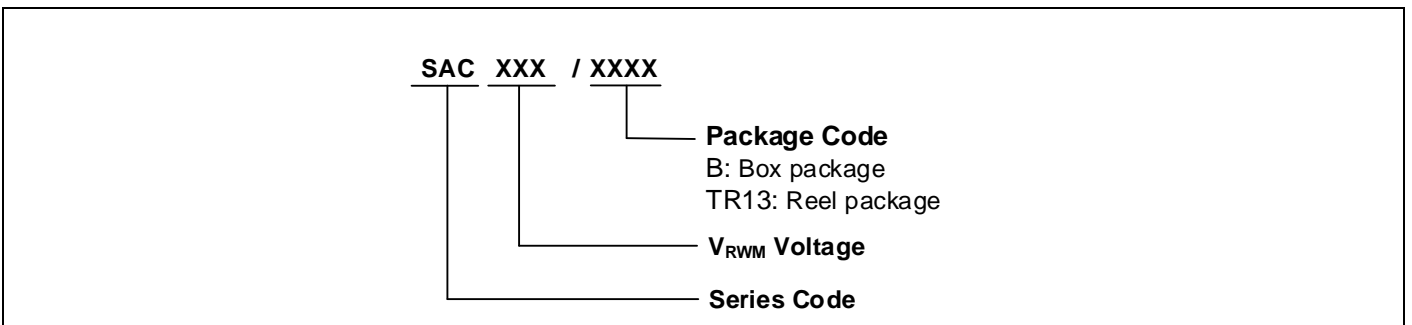 SAC XXX / XXXX
Package Code
B: Box package
TR13: Reel package
VRWM Voltage
Series Code